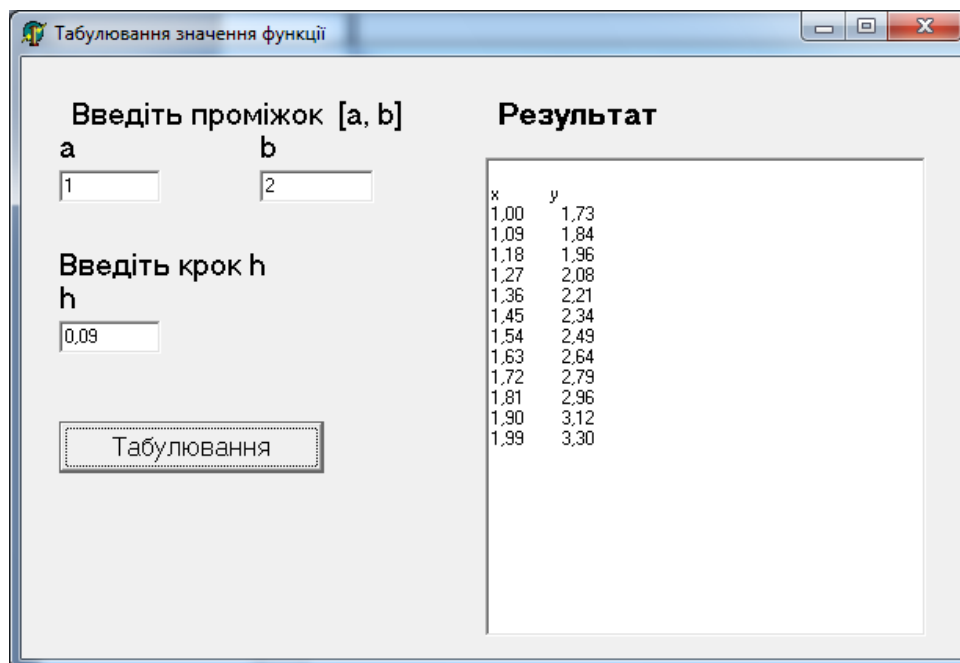 Табулювання значення функції
Введіть проміжок [a, b]
a b
1 2
Введіть крок h
h
0,09
Табулювання
Результат
x y
1,00 1,73
1,09 1,84
1,18 1,96
1,27 2,08
1,36 2,21
1,45 2,34
1,54 2,49
1,63 2,64
1,72 2,79
1,81 2,96
1,90 3,12
1,99 3,30